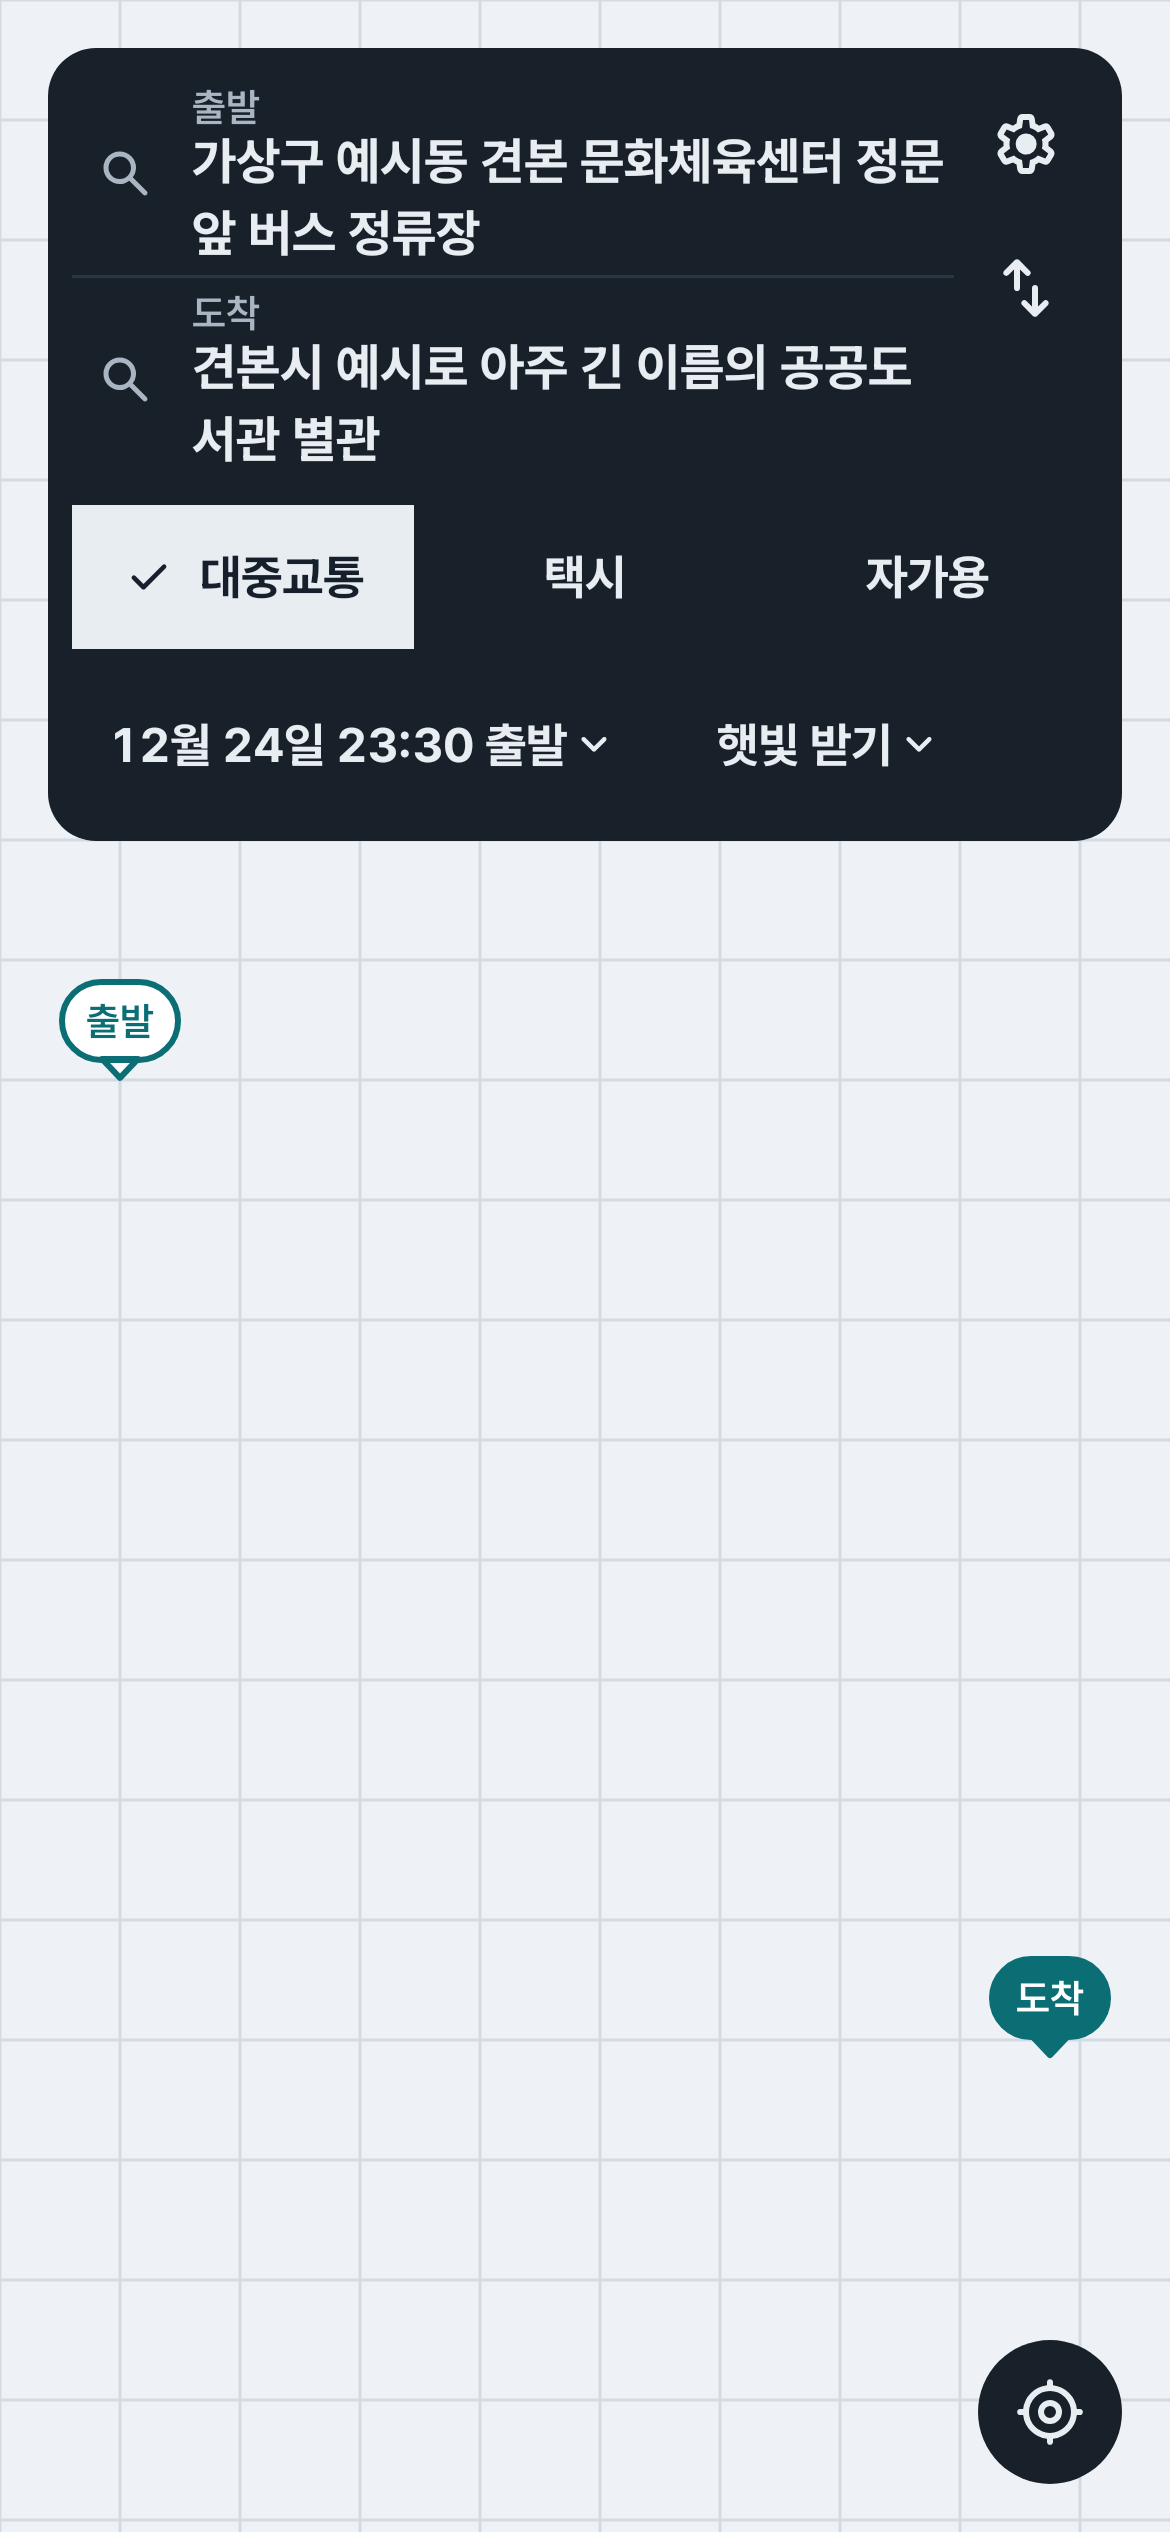 출발
가상구 예시동 견본 문화체육센터 정문
앞 버스 정류장
도착
견본시 예시로 아주 긴 이름의 공공도
서관 별관
대중교통 택시 자가용
12월 24일 23:30 출발 햇빛 받기
출발
도착